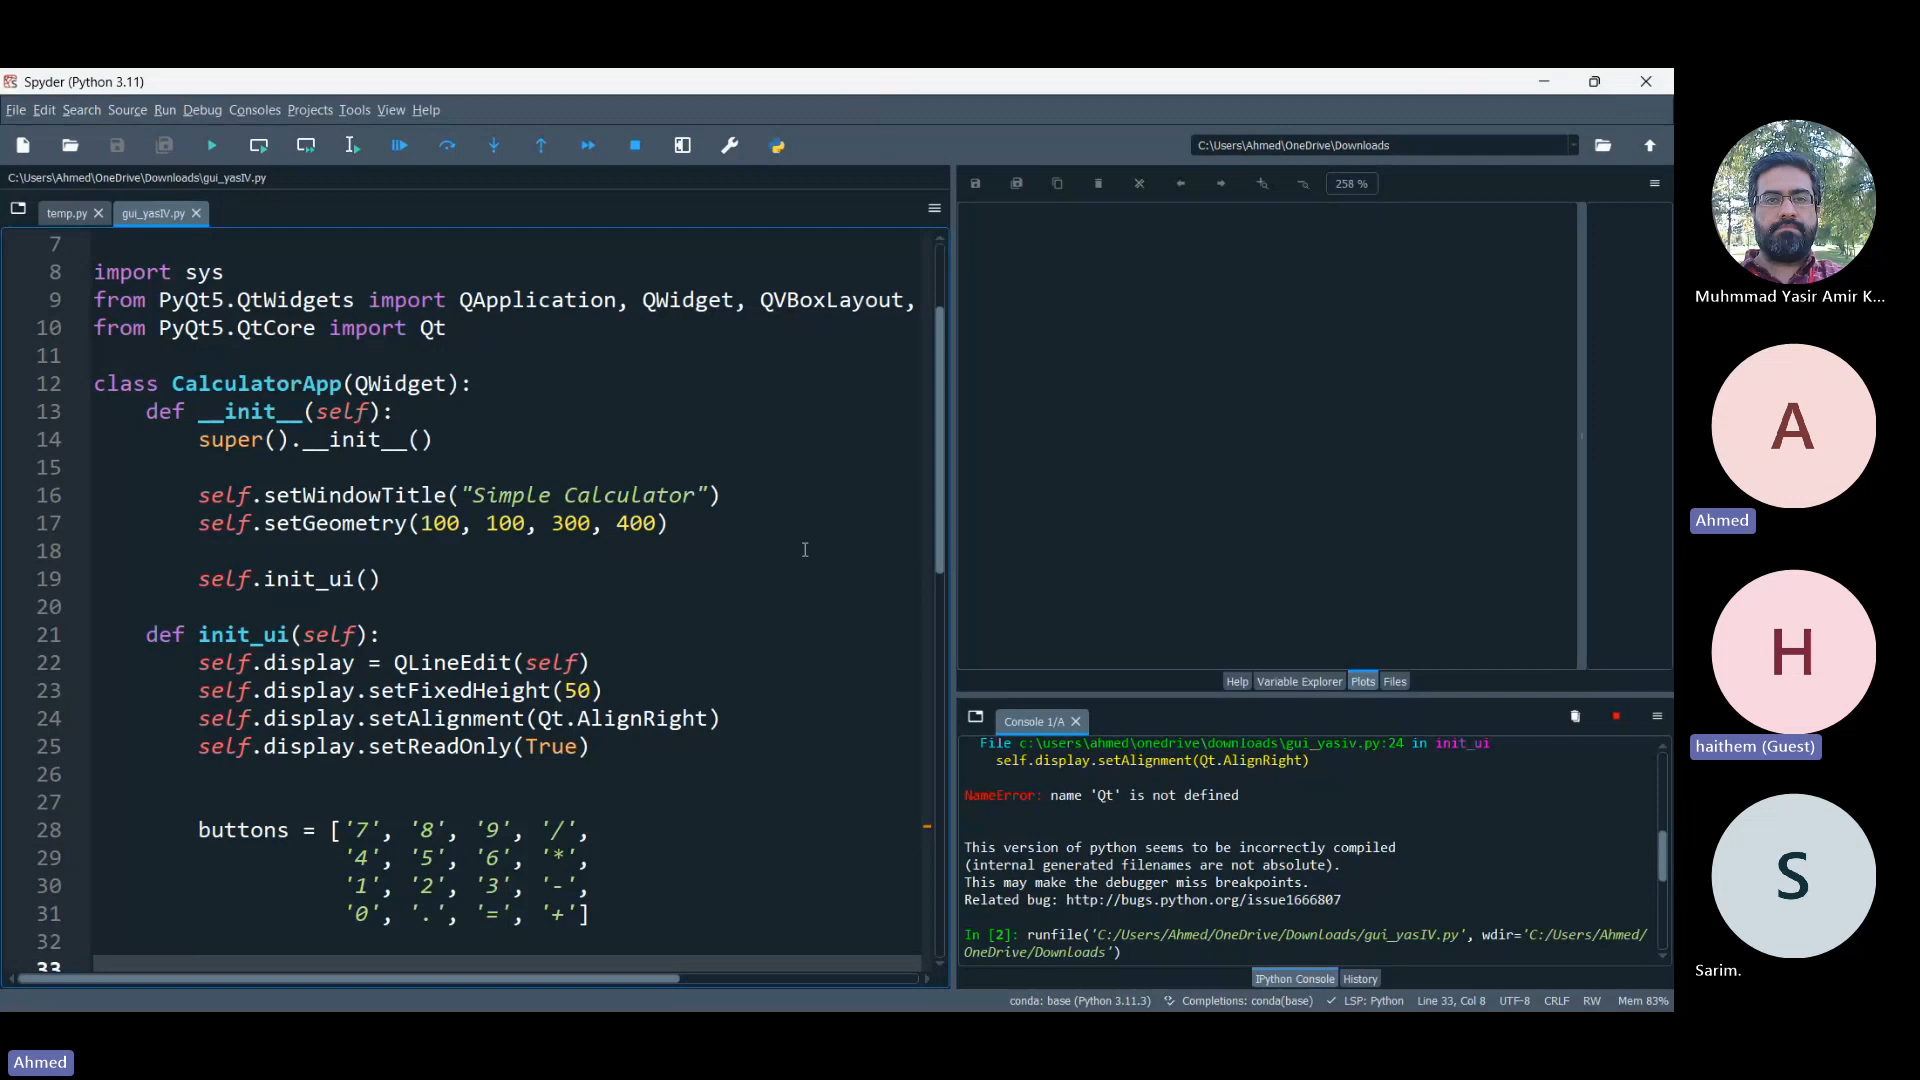 Spyder (Python 3.11)
File Edit Search Source Run Debug Consoles Projects Tools View Help
C:\Users\Ahmed\OneDrive\Downloads
C:\Users\Ahmed\OneDrive\Downloads\gui_yasIV.py
258 %
temp.py
gui_yasIV.py
7
8 import sys
9 from PyQt5.QtWidgets import QApplication, QWidget, QVBoxLayout,
10 from PyQt5.QtCore import Qt
11
12 class CalculatorApp(QWidget):
13 def __init__(self):
14 super().__init__()
15
16 self.setWindowTitle("Simple Calculator")
17 self.setGeometry(100, 100, 300, 400)
18
19 self.init_ui()
20
21 def init_ui(self):
22 self.display = QLineEdit(self)
23 self.display.setFixedHeight(50)
24 self.display.setAlignment(Qt.AlignRight)
25 self.display.setReadOnly(True)
26
27
28 buttons = ['7', '8', '9', '/',
29 '4', '5', '6', '*',
30 '1', '2', '3', '-',
31 '0', '.', '=', '+']
32
33
Help Variable Explorer Plots Files
Console 1/A
File c:\users\ahmed\onedrive\downloads\gui_yasiv.py:24 in init_ui
self.display.setAlignment(Qt.AlignRight)
NameError: name 'Qt' is not defined
This version of python seems to be incorrectly compiled
(internal generated filenames are not absolute).
This may make the debugger miss breakpoints.
Related bug: http://bugs.python.org/issue1666807
In [2]: runfile('C:/Users/Ahmed/OneDrive/Downloads/gui_yasIV.py', wdir='C:/Users/Ahmed/
OneDrive/Downloads')
IPython Console History
conda: base (Python 3.11.3) Completions: conda(base) LSP: Python Line 33, Col 8 UTF-8 CRLF RW Mem 83%
Muhmmad Yasir Amir K...
A
Ahmed
H
haithem (Guest)
S
Sarim.
Ahmed